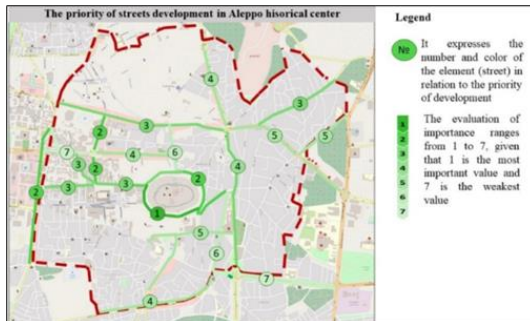 The priority of streets development in Aleppo hisorical center
Legend
№
It expresses the
number and color of
the element (street) in
relation to the priority
of development
The evaluation of
importance ranges
from 1 to 7, given
that 1 is the most
important value and
7 is the weakest
value
1
2
3
4
5
6
7
4
3
2
3
5
5
7
4
6
3
2
4
2
3
3
2
1
5
6
7
4